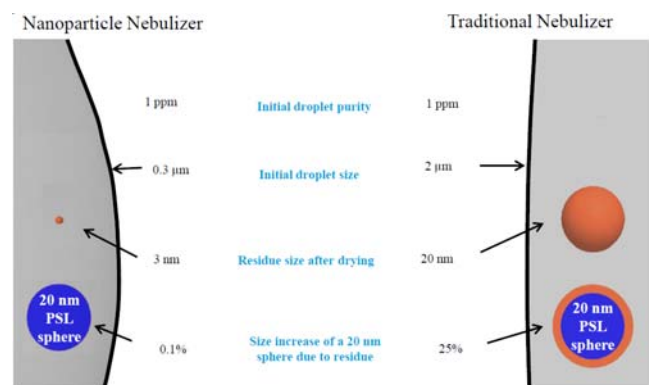 Nanoparticle Nebulizer
Traditional Nebulizer
1 ppm
Initial droplet purity
1 ppm
0.3 μm
Initial droplet size
2 μm
3 nm
Residue size after drying
20 nm
20 nm
PSL
sphere
0.1%
Size increase of a 20 nm
sphere due to residue
25%
20 nm
PSL
sphere